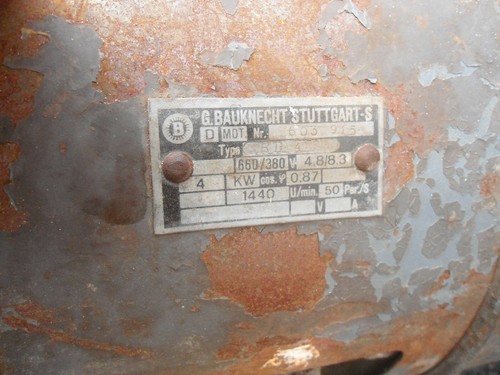 G.BAUKNECHT STUTTGART-S
B
D MOT. Nr.
Type
660/380 V 4,8/8,3
4 KW cos. φ 0,87
1440 U/min. 50 Per./S
V A